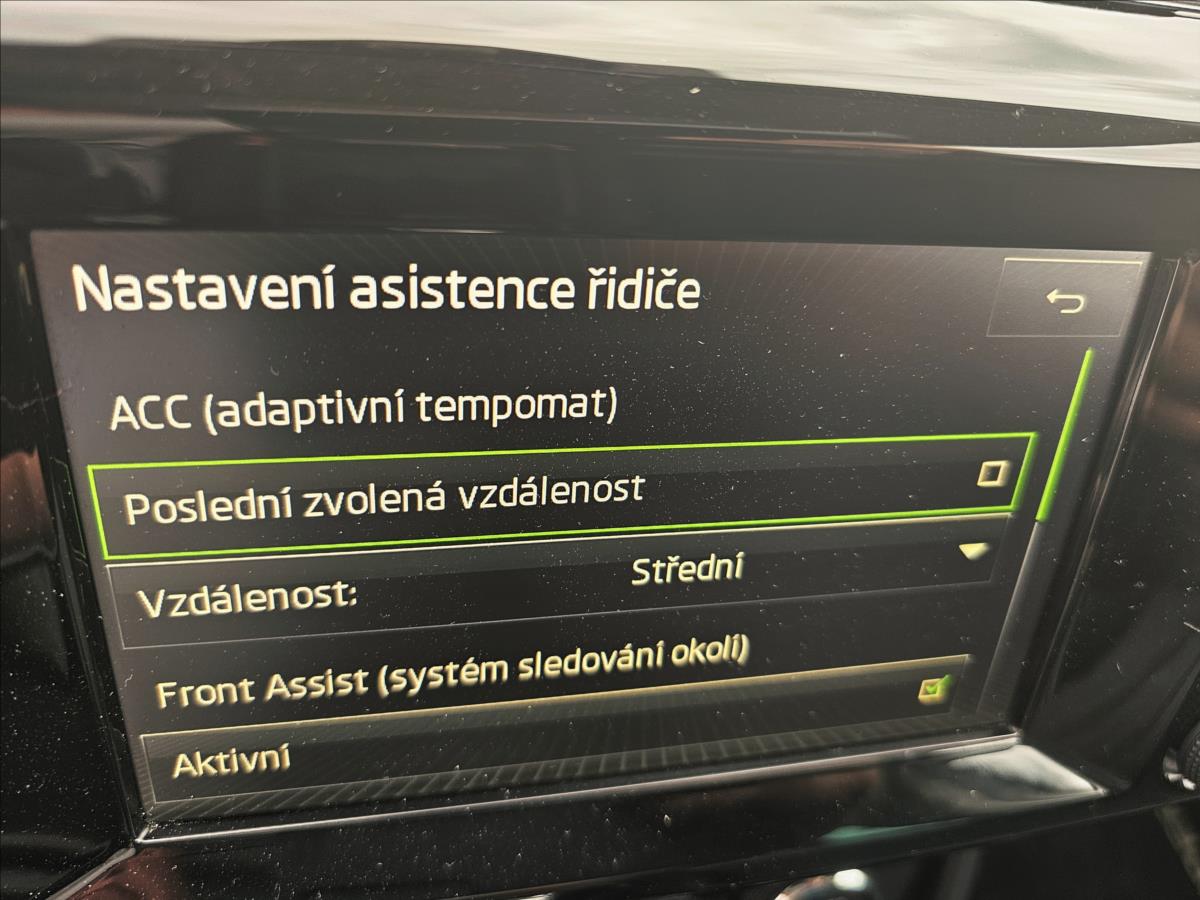 Nastavení asistence řidiče
ACC (adaptivní tempomat)
Poslední zvolená vzdálenost
Vzdálenost: Střední
Front Assist (systém sledování okolí)
Aktivní